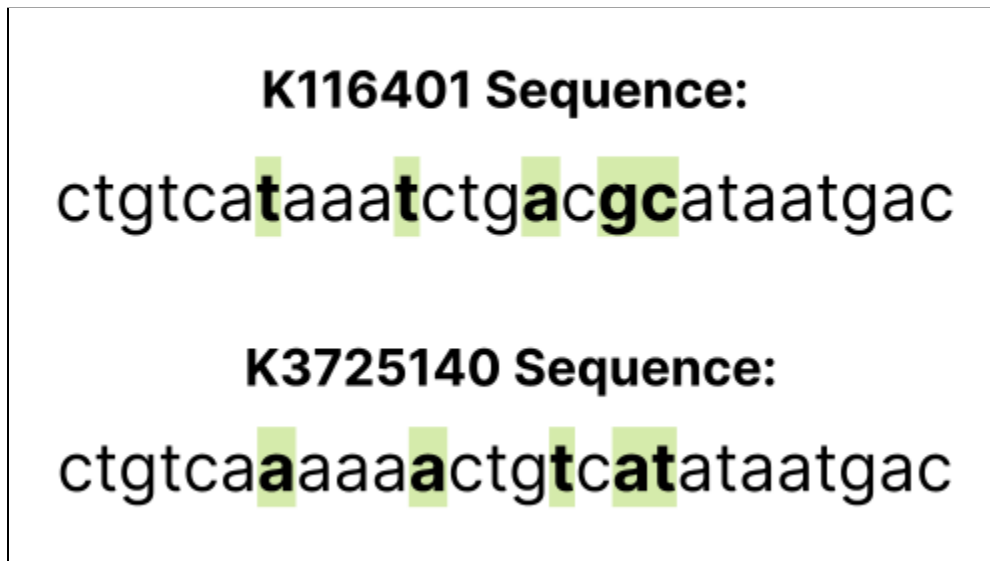 K116401 Sequence:
ctgtcataaatctgacgcataatgac
K3725140 Sequence:
ctgtcaaaaaactgtcatataatgac